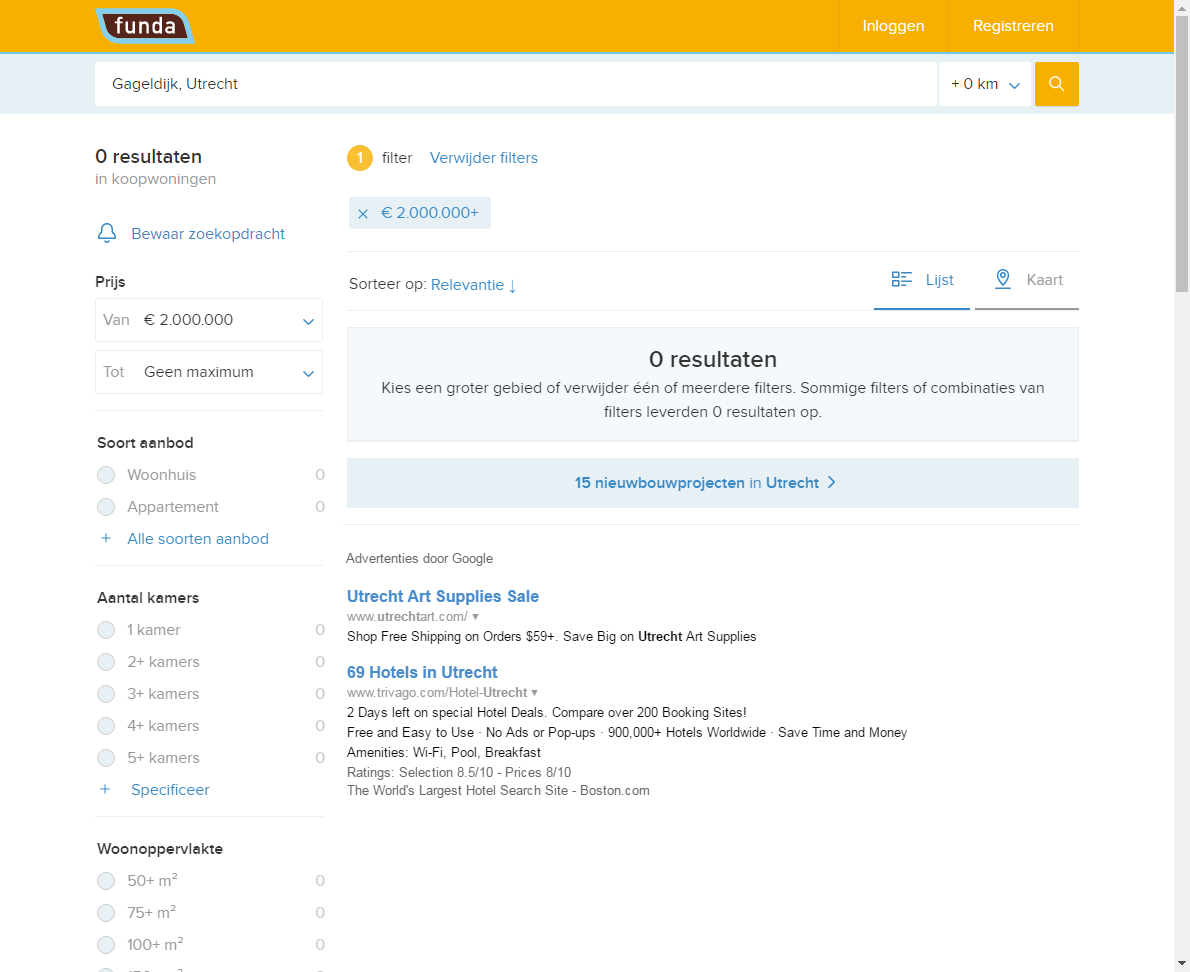 funda
Inloggen
Registreren
Gageldijk, Utrecht
+ 0 km
0 resultaten
in koopwoningen
Bewaar zoekopdracht
Prijs
Van € 2.000.000
Tot Geen maximum
Soort aanbod
Woonhuis 0
Appartement 0
+ Alle soorten aanbod
Aantal kamers
1 kamer 0
2+ kamers 0
3+ kamers 0
4+ kamers 0
5+ kamers 0
+ Specificeer
Woonoppervlakte
50+ m² 0
75+ m² 0
100+ m² 0
1 filter Verwijder filters
× € 2.000.000+
Sorteer op: Relevantie ↓
Lijst
Kaart
0 resultaten
Kies een groter gebied of verwijder één of meerdere filters. Sommige filters of combinaties van
filters leverden 0 resultaten op.
15 nieuwbouwprojecten in Utrecht
Advertenties door Google
Utrecht Art Supplies Sale
www.utrechtart.com/ ▼
Shop Free Shipping on Orders $59+. Save Big on Utrecht Art Supplies
69 Hotels in Utrecht
www.trivago.com/Hotel-Utrecht ▼
2 Days left on special Hotel Deals. Compare over 200 Booking Sites!
Free and Easy to Use · No Ads or Pop-ups · 900,000+ Hotels Worldwide · Save Time and Money
Amenities: Wi-Fi, Pool, Breakfast
Ratings: Selection 8.5/10 - Prices 8/10
The World's Largest Hotel Search Site - Boston.com